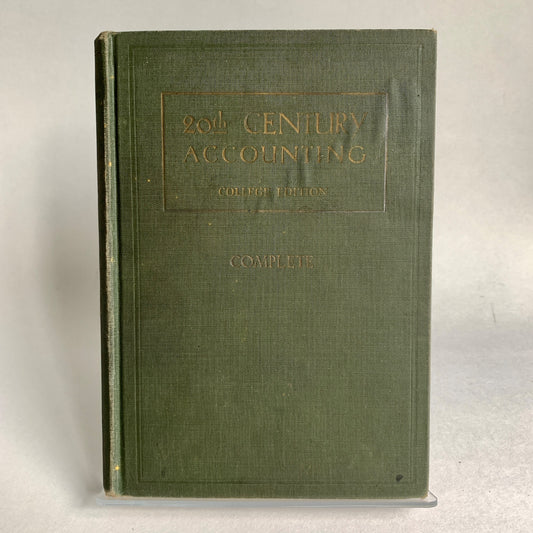 20th CENTURY
ACCOUNTING
COLLEGE EDITION
COMPLETE